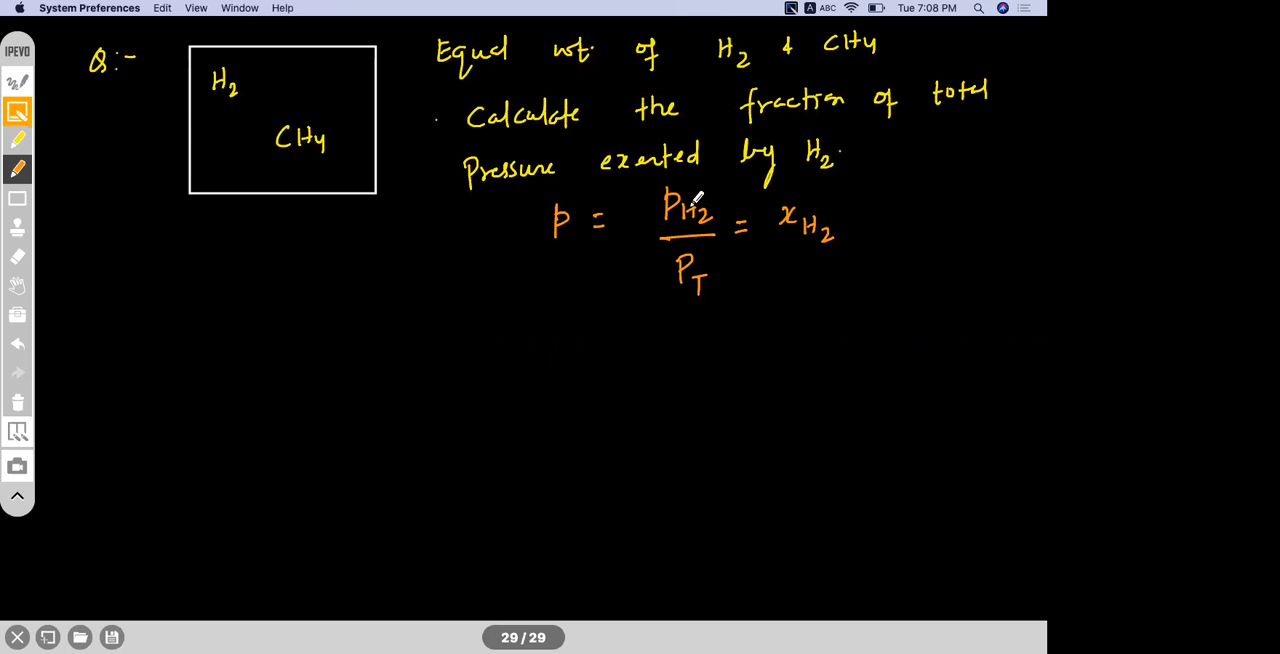 System Preferences Edit View Window Help A ABC Tue 7:08 PM
IPEVO
Q:-
H2
CH4
Equal wt. of H2 & CH4
. Calculate the fraction of total
Pressure exerted by H2.
p = PH2 / PT = xH2
29 / 29